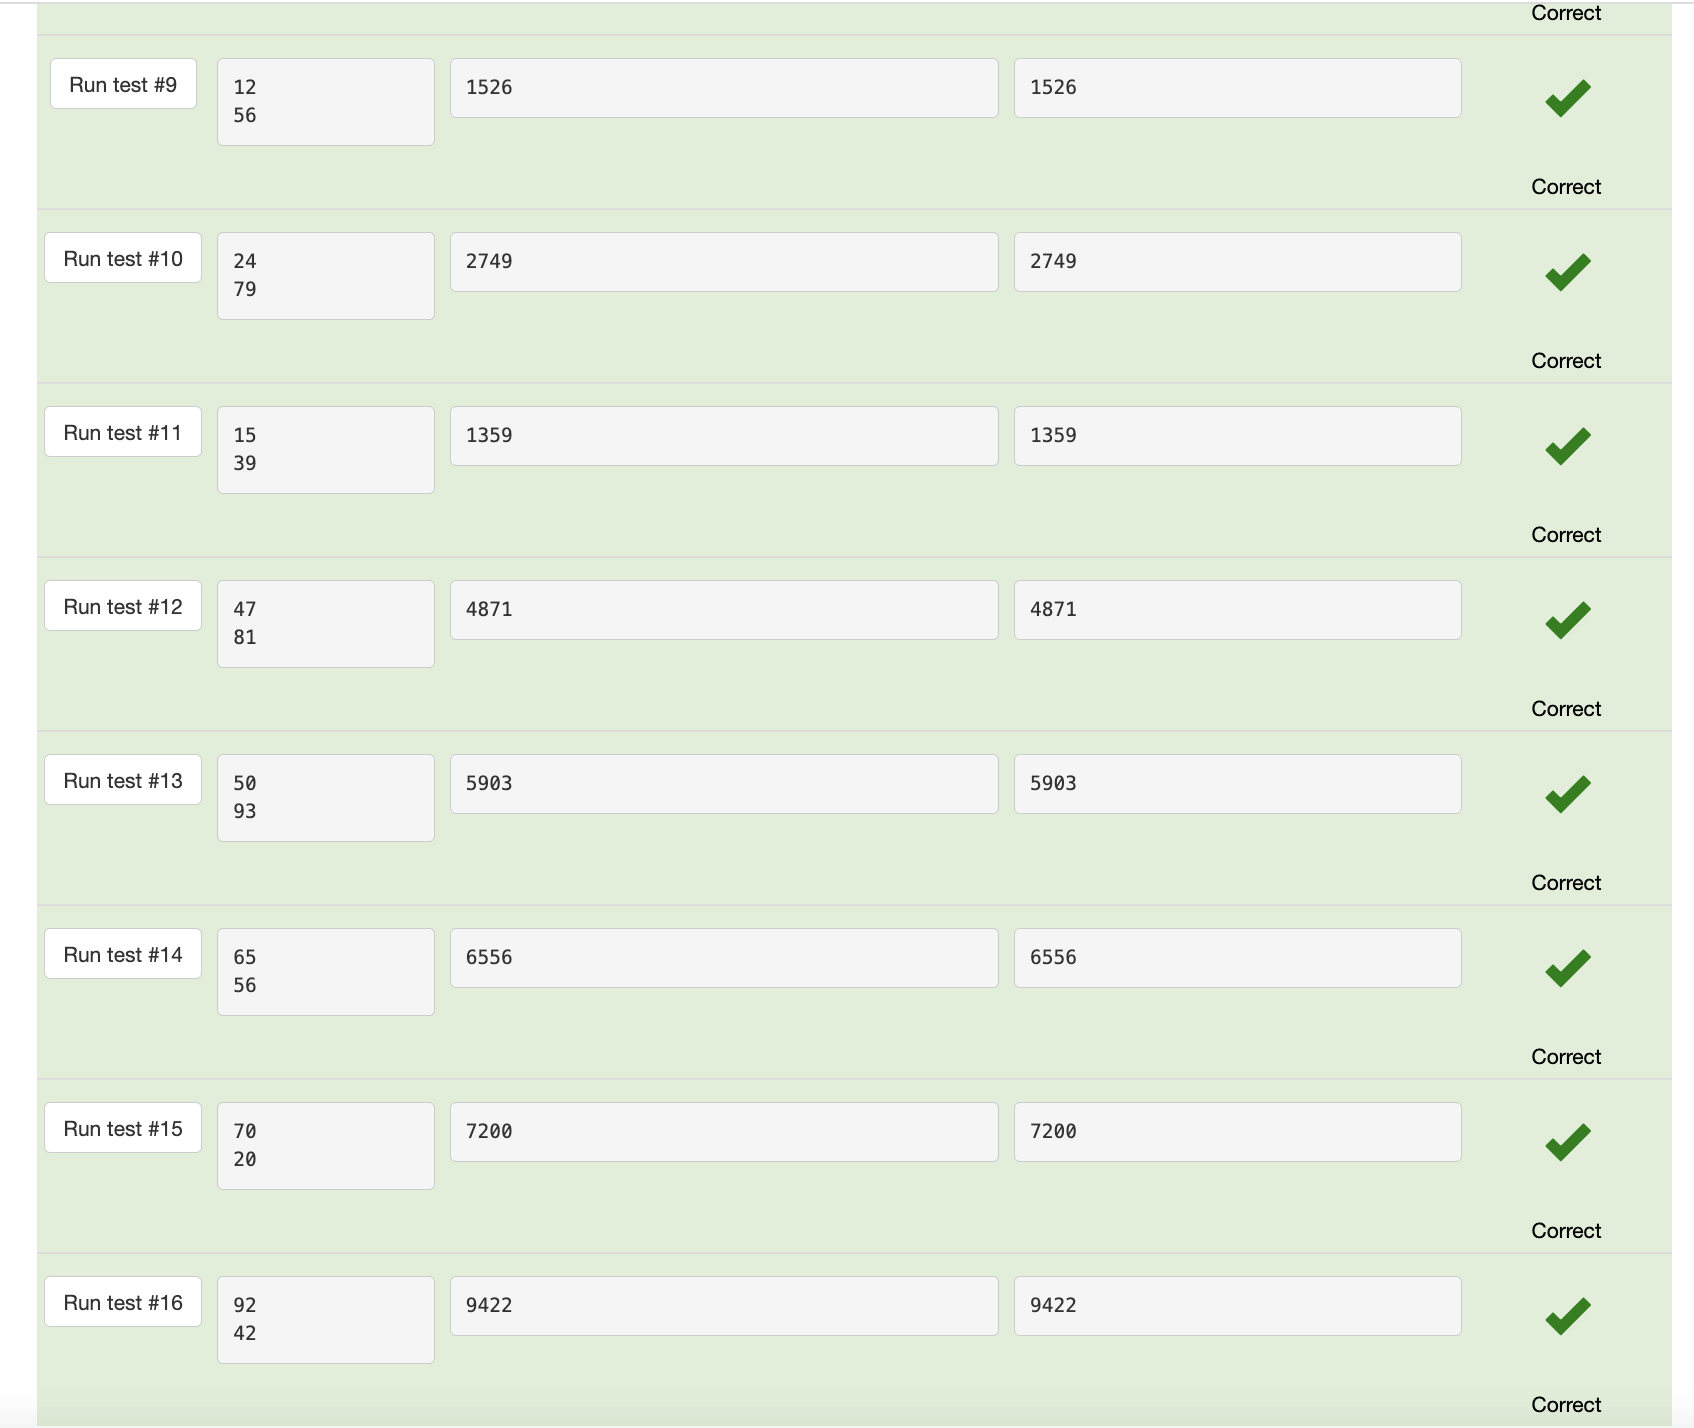 Correct
Run test #9
12
56
1526
1526
Correct
Run test #10
24
79
2749
2749
Correct
Run test #11
15
39
1359
1359
Correct
Run test #12
47
81
4871
4871
Correct
Run test #13
50
93
5903
5903
Correct
Run test #14
65
56
6556
6556
Correct
Run test #15
70
20
7200
7200
Correct
Run test #16
92
42
9422
9422
Correct